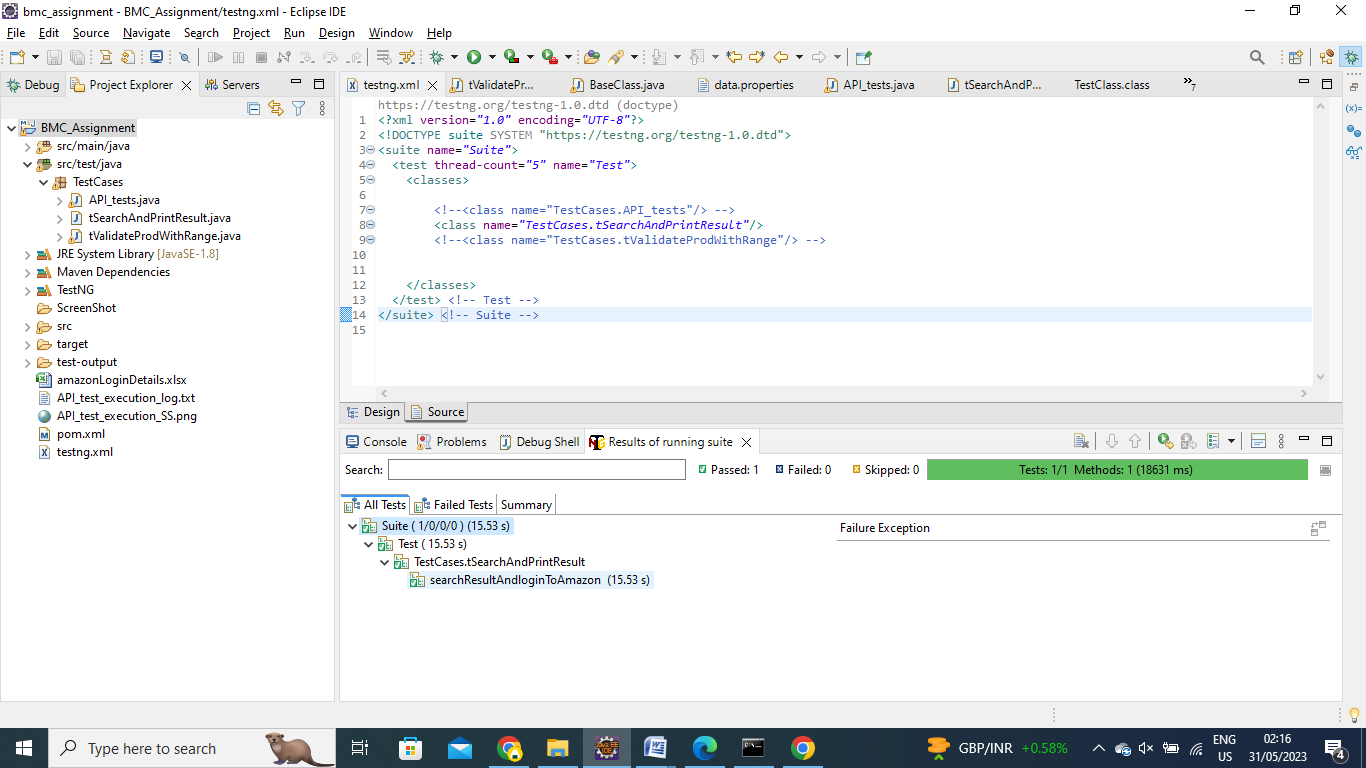 bmc_assignment - BMC_Assignment/testng.xml - Eclipse IDE
File Edit Source Navigate Search Project Run Design Window Help
Debug Project Explorer Servers
BMC_Assignment
src/main/java
src/test/java
TestCases
API_tests.java
tSearchAndPrintResult.java
tValidateProdWithRange.java
JRE System Library [JavaSE-1.8]
Maven Dependencies
TestNG
ScreenShot
src
target
test-output
amazonLoginDetails.xlsx
API_test_execution_log.txt
API_test_execution_SS.png
pom.xml
testng.xml
testng.xml tValidatePr... BaseClass.java data.properties API_tests.java tSearchAndP... TestClass.class »7
https://testng.org/testng-1.0.dtd (doctype)
1 <?xml version="1.0" encoding="UTF-8"?>
2 <!DOCTYPE suite SYSTEM "https://testng.org/testng-1.0.dtd">
3 <suite name="Suite">
4 <test thread-count="5" name="Test">
5 <classes>
6
7 <!--<class name="TestCases.API_tests"/> -->
8 <class name="TestCases.tSearchAndPrintResult"/>
9 <!--<class name="TestCases.tValidateProdWithRange"/> -->
10
11
12 </classes>
13 </test> <!-- Test -->
14 </suite> <!-- Suite -->
15
Design Source
Console Problems Debug Shell Results of running suite
Search: Passed: 1 Failed: 0 Skipped: 0 Tests: 1/1 Methods: 1 (18631 ms)
All Tests Failed Tests Summary
Suite ( 1/0/0/0 ) (15.53 s)
Test ( 15.53 s)
TestCases.tSearchAndPrintResult
searchResultAndloginToAmazon (15.53 s)
Failure Exception
Type here to search
GBP/INR +0.58%
ENG
US
02:16
31/05/2023
4